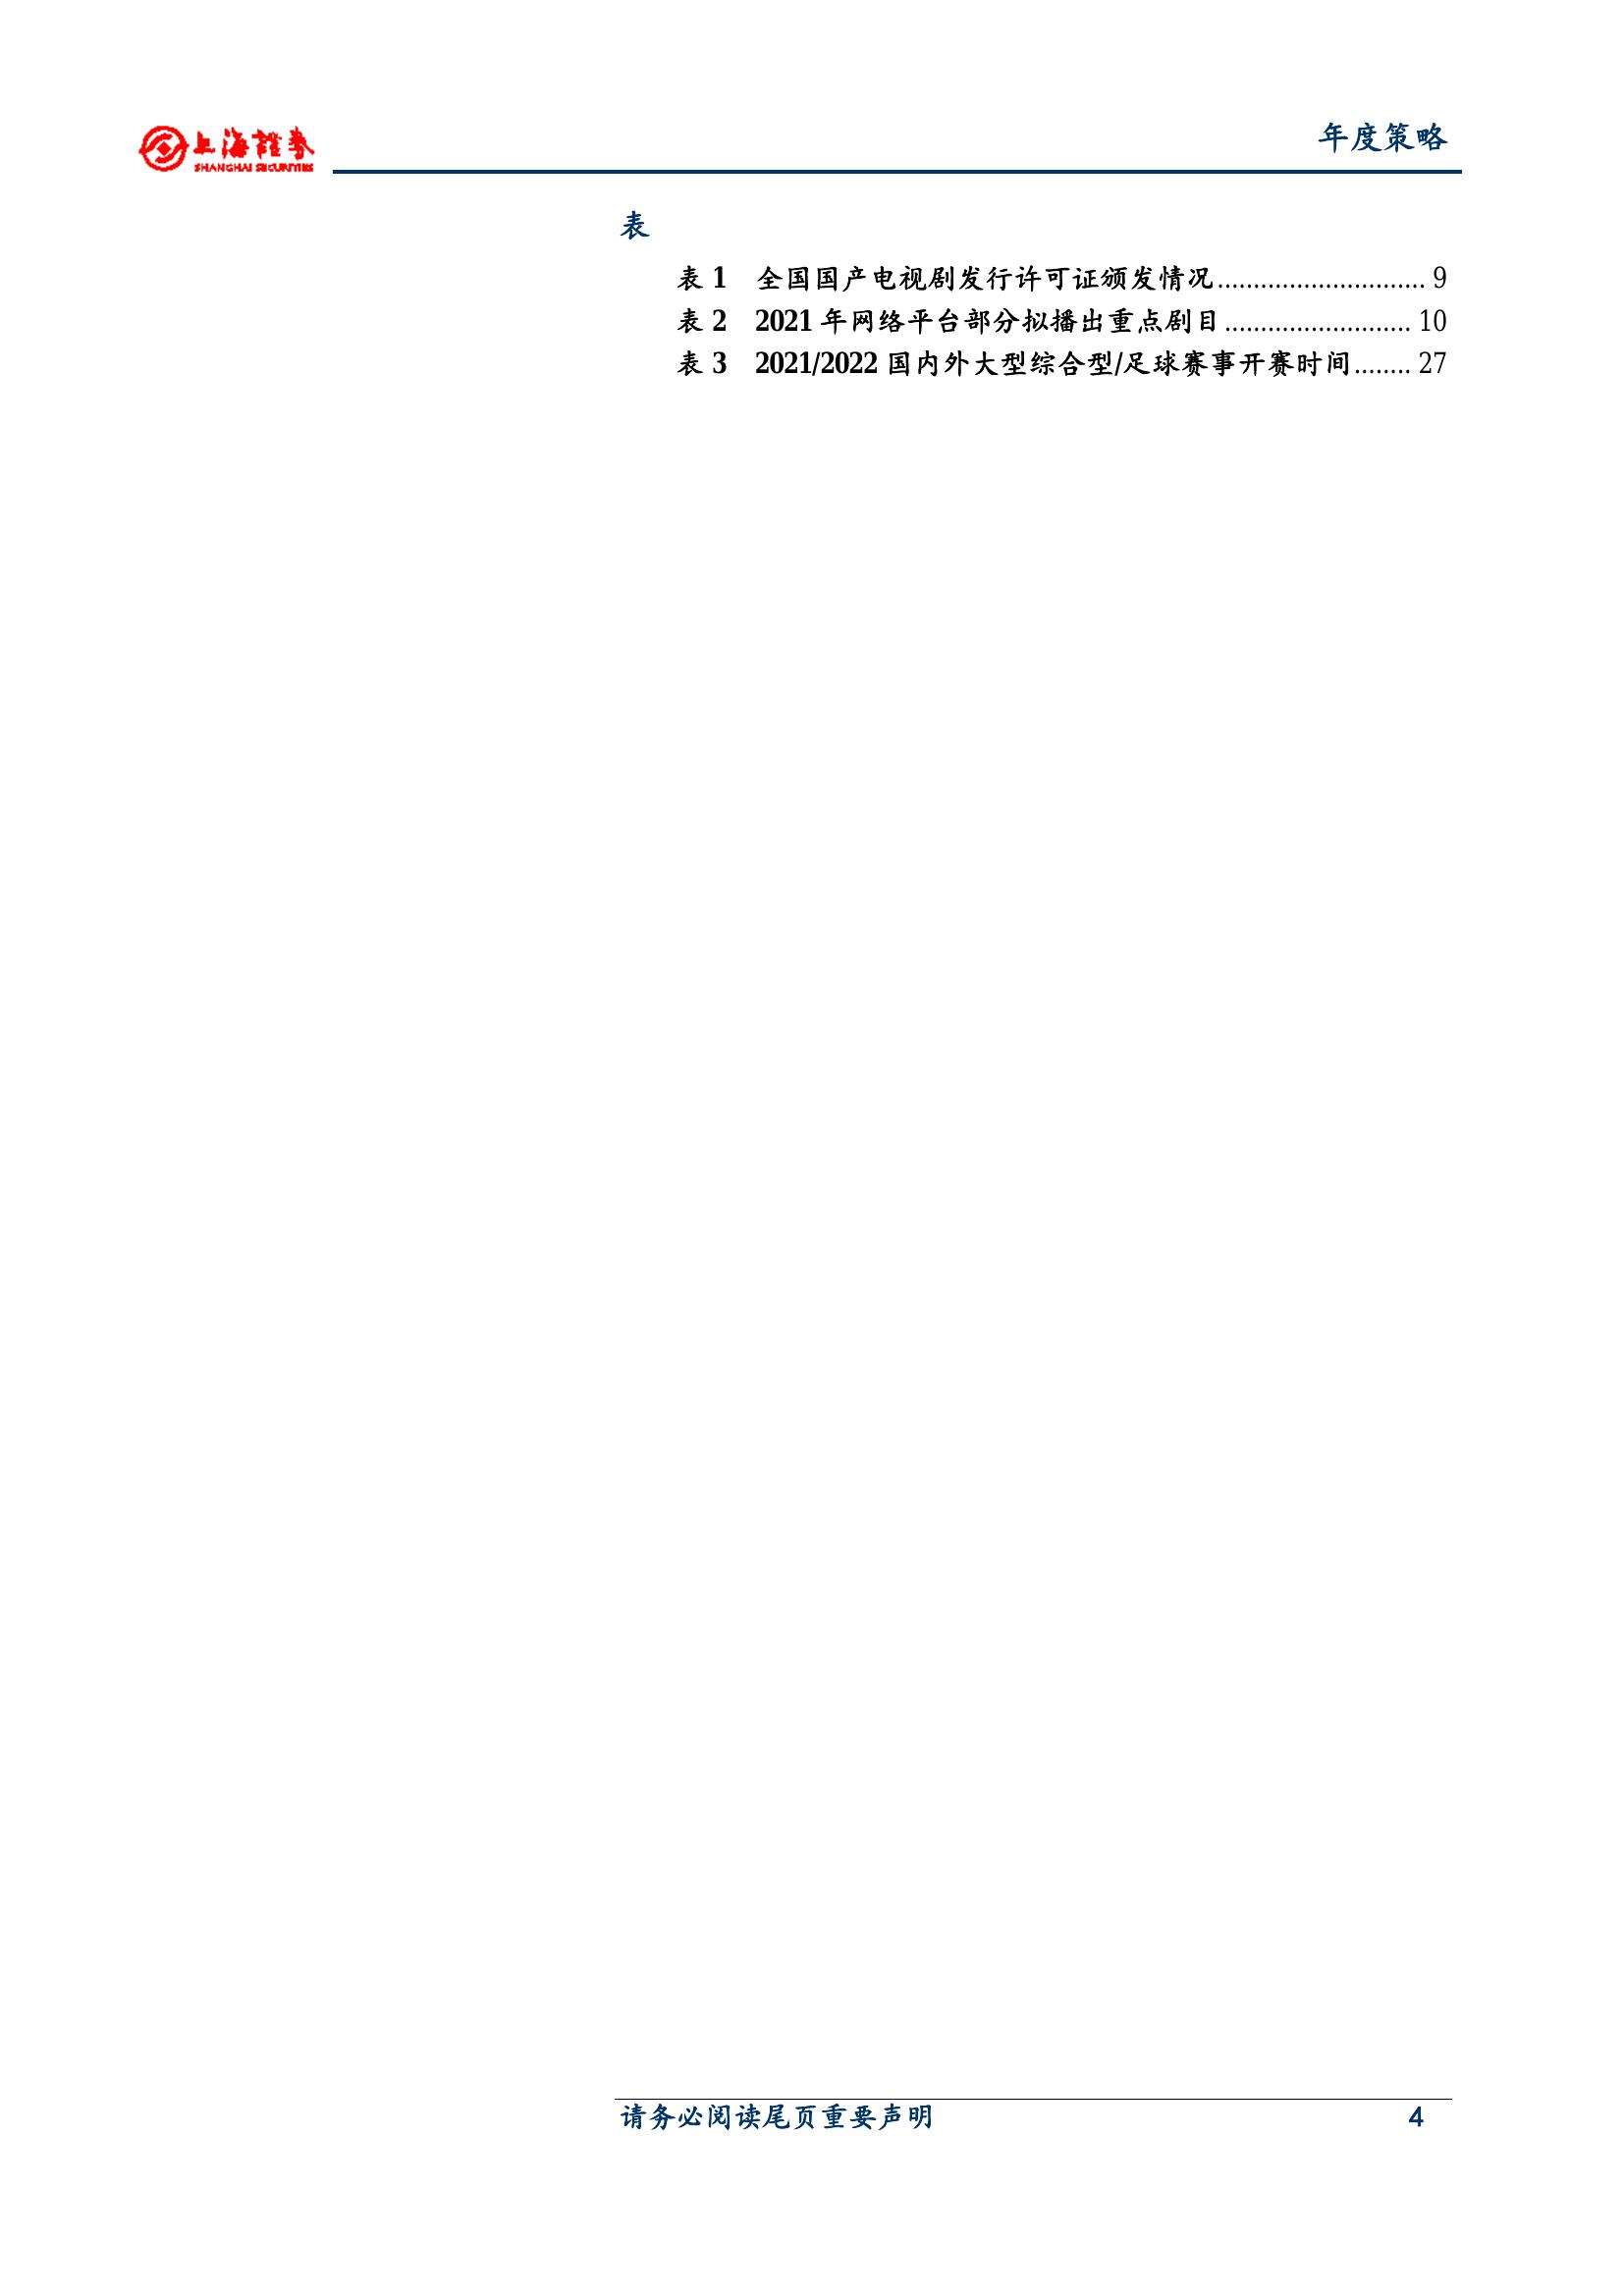 上海證券
SHANGHAI SECURITIES
年度策略
表
表 1 全国国产电视剧发行许可证颁发情况............................. 9
表 2 2021 年网络平台部分拟播出重点剧目.......................... 10
表 3 2021/2022 国内外大型综合型/足球赛事开赛时间........ 27
请务必阅读尾页重要声明 4